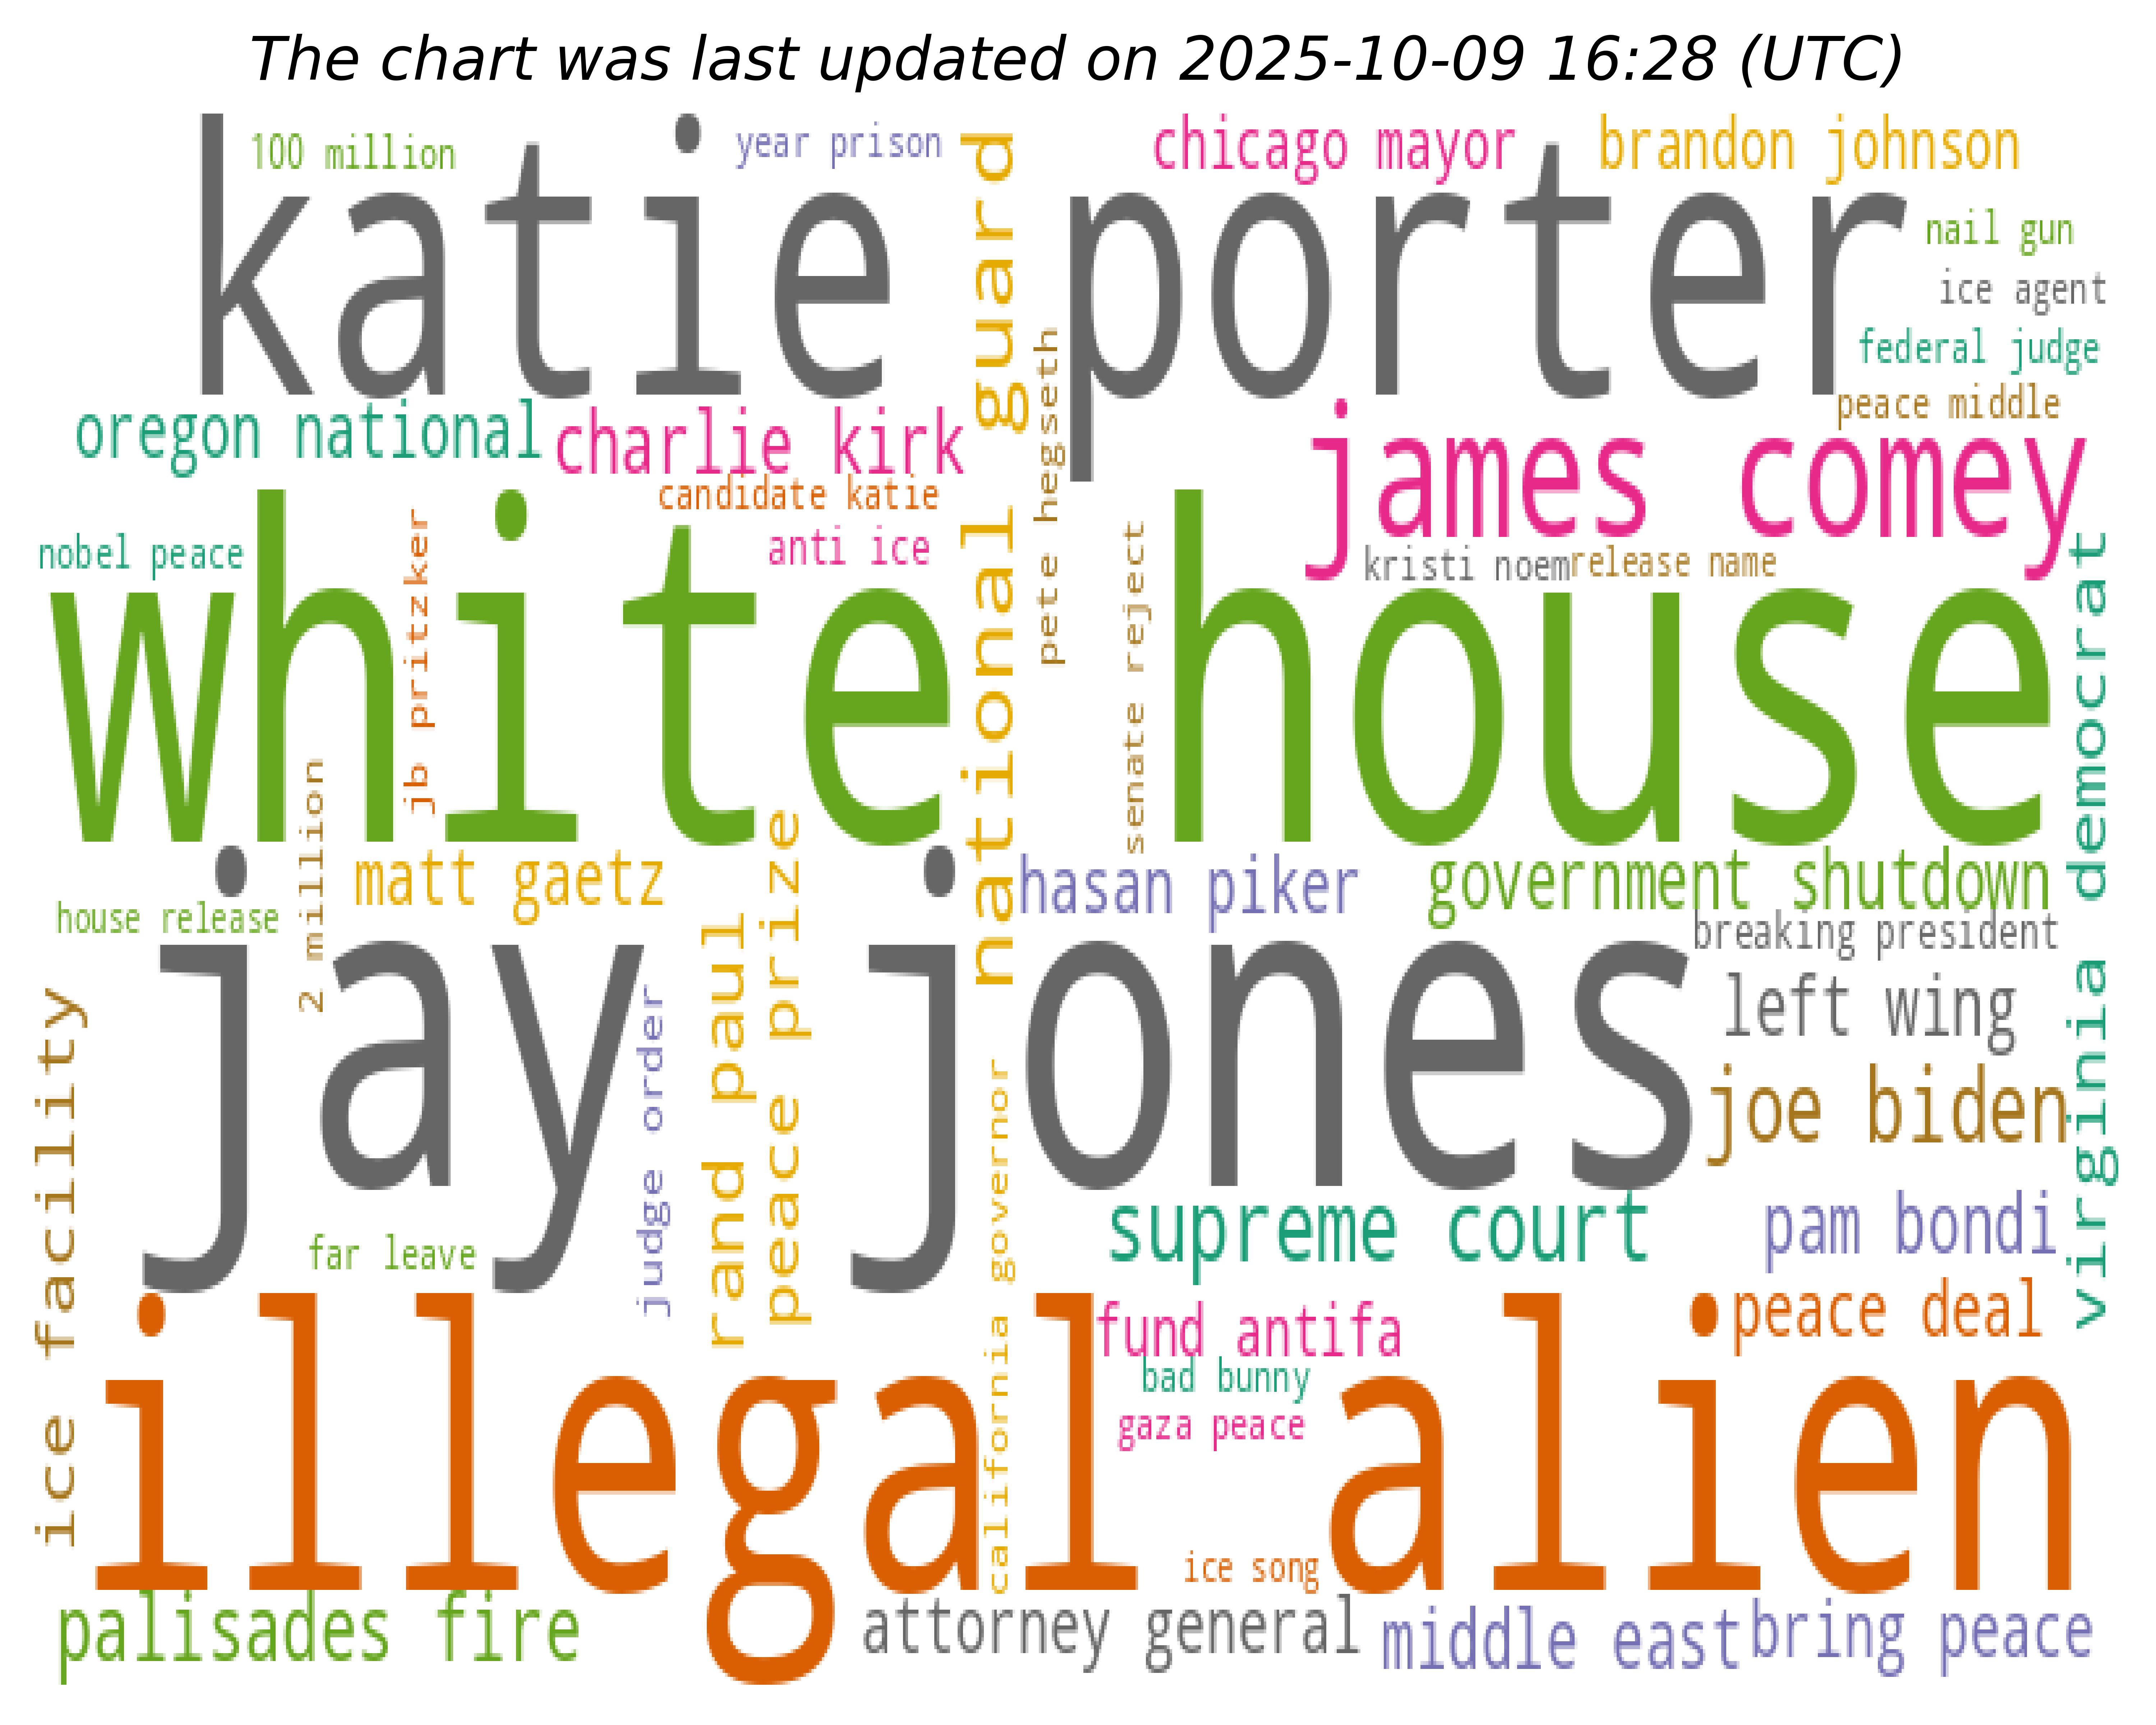 The chart was last updated on 2025-10-09 16:28 (UTC)
100 million
year prison
chicago mayor
brandon johnson
katie porter
national guard
nail gun
ice agent
federal judge
peace middle
pete hegseth
oregon national
charlie kirk
james comey
candidate katie
anti ice
nobel peace
jb pritzker
senate reject
kristi noem
release name
white house
virginia democrat
2 million
matt gaetz
peace prize
hasan piker
government shutdown
house release
rand paul
breaking president
jay jones
left wing
ice facility
judge order
california governor
joe biden
supreme court
pam bondi
far leave
peace deal
fund antifa
illegal alien
bad bunny
gaza peace
ice song
palisades fire
attorney general
middle east
bring peace